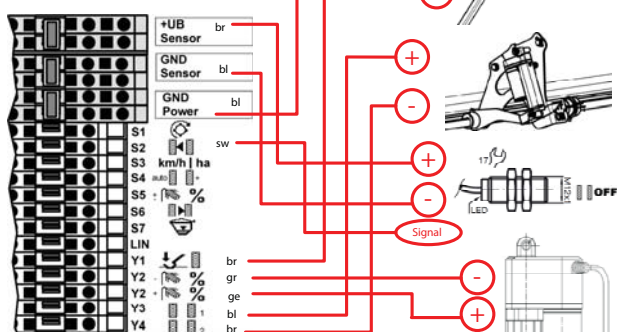 +UB
Sensor br
GND
Sensor bl
GND
Power bl
S1
S2 sw
S3 km/h | ha
S4 auto - +
S5 + - %
S6
S7
LIN
Y1 br
Y2 - % gr
Y2 + % ge
Y3 1 bl
Y4 2 br
+
-
+
-
Signal
-
+
17
LED
M12x1
OFF